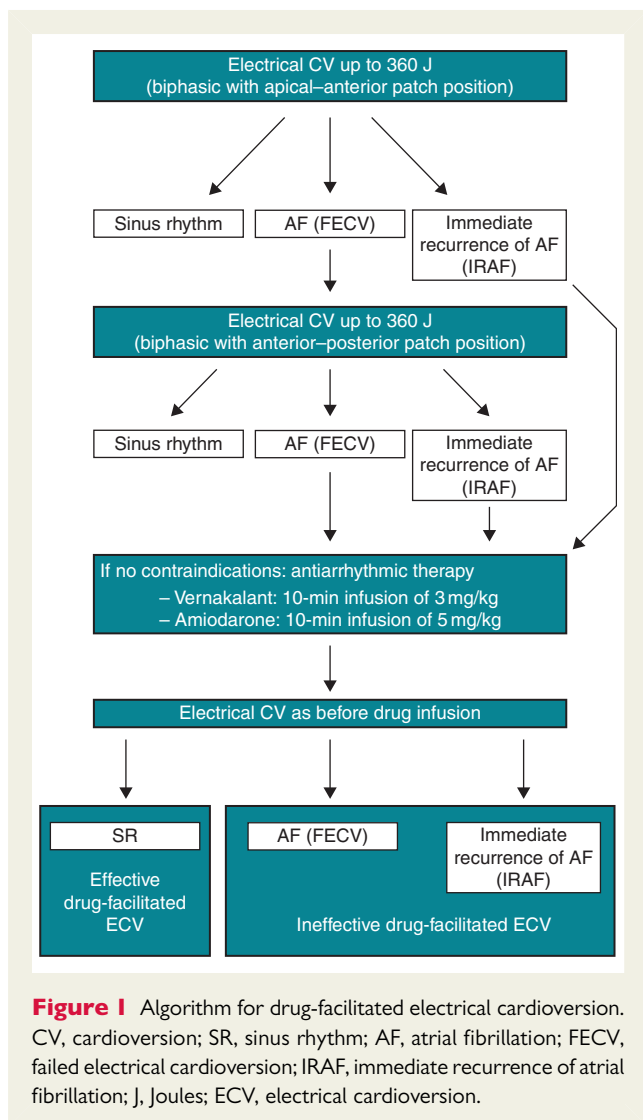 Electrical CV up to 360 J
(biphasic with apical–anterior patch position)
Sinus rhythm
AF (FECV)
Immediate
recurrence of AF
(IRAF)
Electrical CV up to 360 J
(biphasic with anterior–posterior patch position)
Sinus rhythm
AF (FECV)
Immediate
recurrence of AF
(IRAF)
If no contraindications: antiarrhythmic therapy
– Vernakalant: 10-min infusion of 3 mg/kg
– Amiodarone: 10-min infusion of 5 mg/kg
Electrical CV as before drug infusion
SR
Effective
drug-facilitated
ECV
AF (FECV)
Immediate
recurrence of AF
(IRAF)
Ineffective drug-facilitated ECV
Figure 1 Algorithm for drug-facilitated electrical cardioversion.
CV, cardioversion; SR, sinus rhythm; AF, atrial fibrillation; FECV,
failed electrical cardioversion; IRAF, immediate recurrence of atrial
fibrillation; J, Joules; ECV, electrical cardioversion.